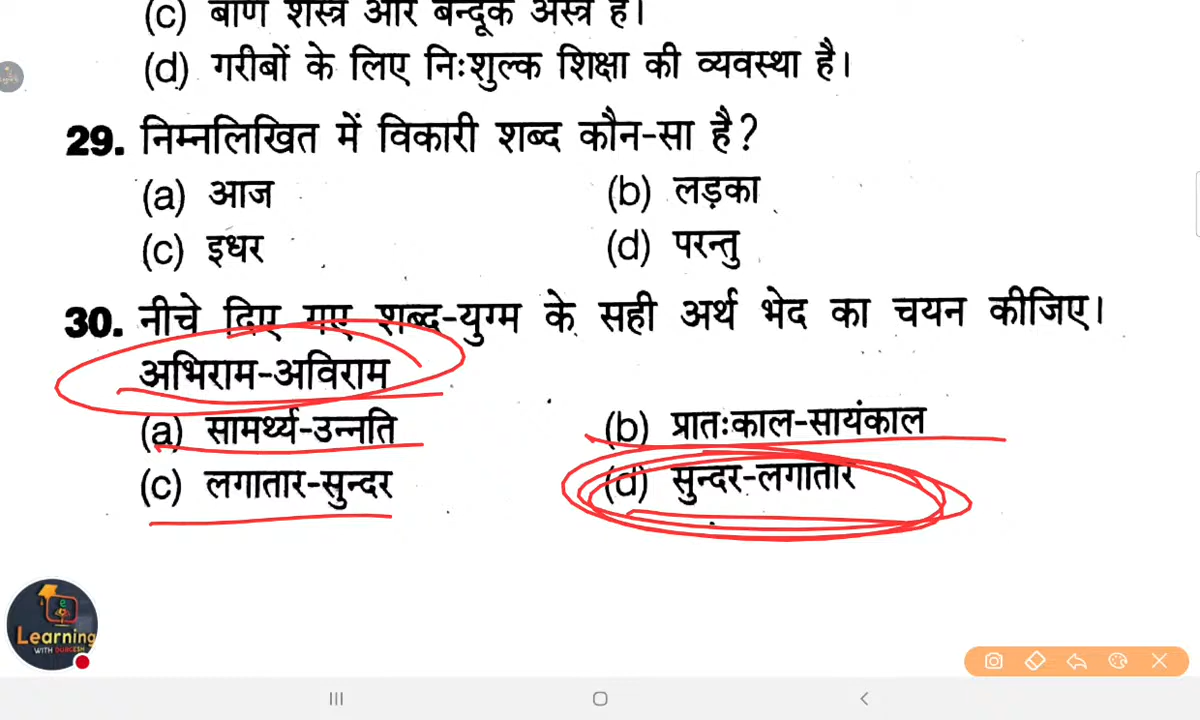 (c) बाण शस्त्र और बन्दूक अस्त्र है।
(d) गरीबों के लिए निःशुल्क शिक्षा की व्यवस्था है।
29. निम्नलिखित में विकारी शब्द कौन-सा है?
(a) आज (b) लड़का
(c) इधर (d) परन्तु
30. नीचे दिए गए शब्द-युग्म के सही अर्थ भेद का चयन कीजिए।
अभिराम-अविराम
(a) सामर्थ्य-उन्नति (b) प्रातःकाल-सायंकाल
(c) लगातार-सुन्दर (d) सुन्दर-लगातार
Learning
WITH DURGESH